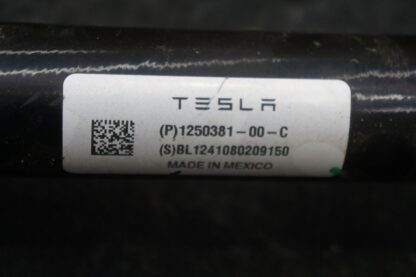 TESLA
(P)1250381-00-C
(S)BL1241080209150
MADE IN MEXICO